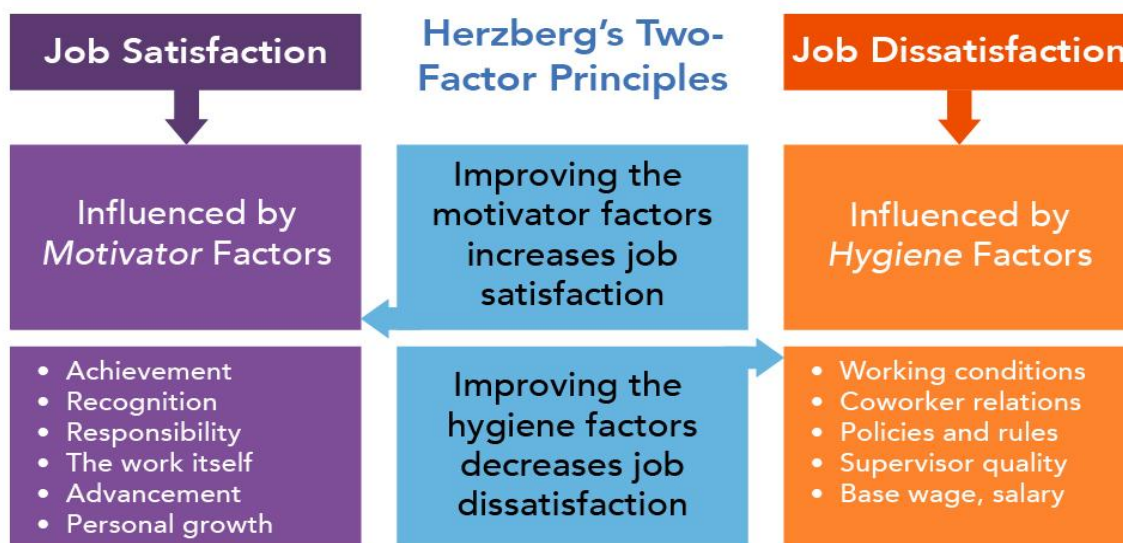 Job Satisfaction
Herzberg's Two-
Factor Principles
Job Dissatisfaction
Influenced by
Motivator Factors
Improving the
motivator factors
increases job
satisfaction
Influenced by
Hygiene Factors
• Achievement
• Recognition
• Responsibility
• The work itself
• Advancement
• Personal growth
Improving the
hygiene factors
decreases job
dissatisfaction
• Working conditions
• Coworker relations
• Policies and rules
• Supervisor quality
• Base wage, salary